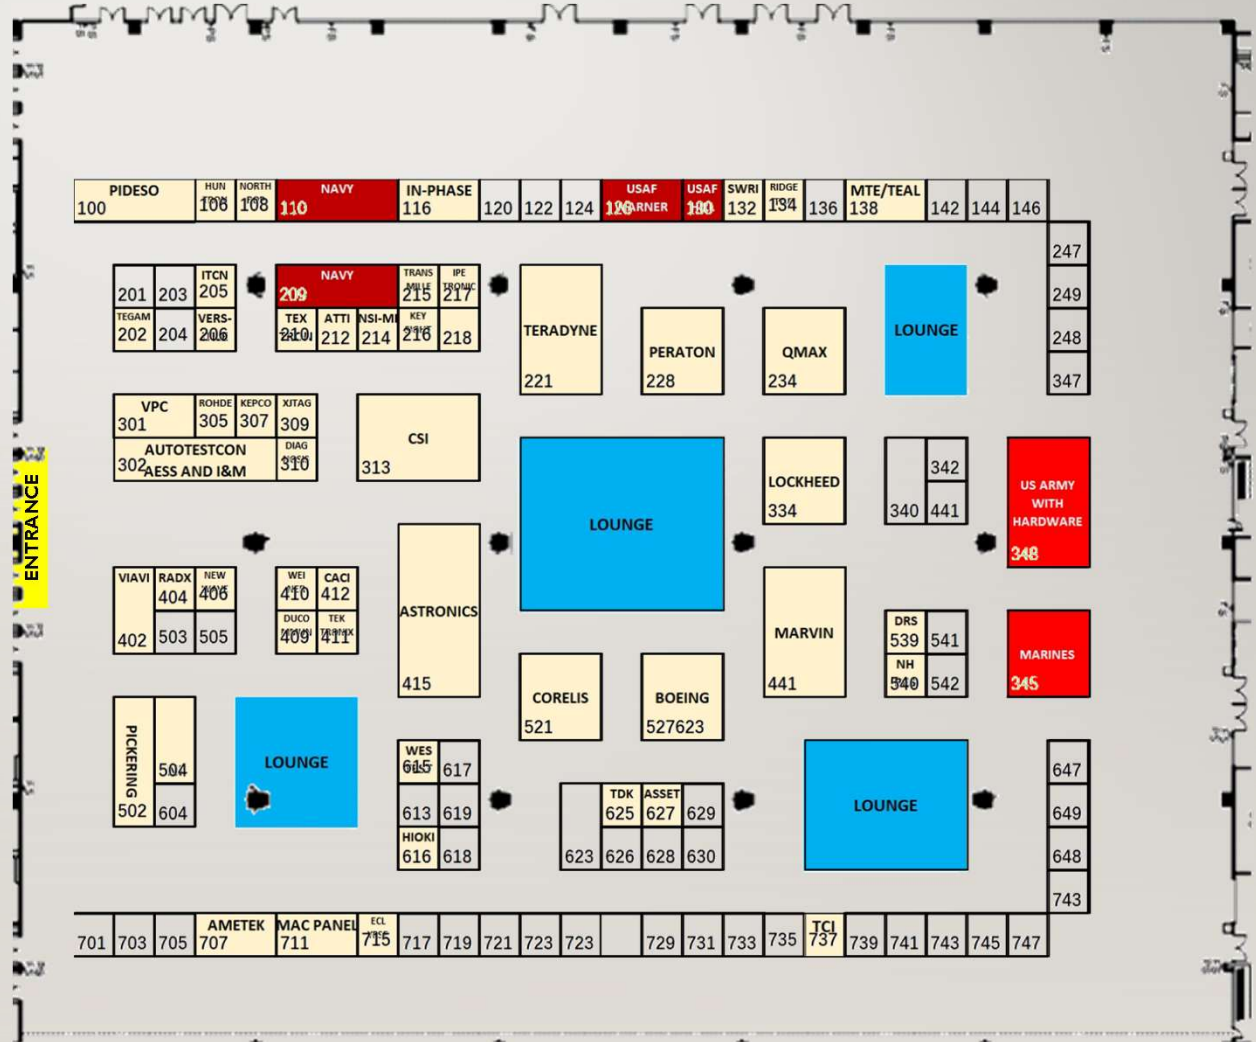 PIDESO
100
HUN
106
NORTH
108
NAVY
110
IN-PHASE
116
120
122
124
USAF
WARNER
USAF
130
SWRI
132
RIDGE
134
136
MTE/TEAL
138
142
144
146
247
249
248
347
201
203
ITCN
205
TEGAM
202
204
VERS-
206
NAVY
209
TRANS
MILLE
215
IPE
TRONIC
217
TEX
210
ATTI
212
NSI-MI
214
KEY
216
218
TERADYNE
221
PERATON
228
QMAX
234
LOUNGE
VPC
301
ROHDE
305
KEPCO
307
XJTAG
309
AUTOTESTCON
302
AESS AND I&M
DIAG
310
CSI
313
LOUNGE
LOCKHEED
334
340
342
441
US ARMY
WITH
HARDWARE
348
ENTRANCE
VIAVI
402
RADX
404
NEW
406
503
505
WEI
410
CACI
412
DUCO
409
TEK
411
ASTRONICS
415
MARVIN
441
DRS
539
541
NH
540
542
MARINES
345
PICKERING
502
504
604
LOUNGE
CORELIS
521
BOEING
527623
WES
615
617
613
619
HIOKI
616
618
623
TDK
625
ASSET
627
629
626
628
630
LOUNGE
647
649
648
743
701
703
705
AMETEK
707
MAC PANEL
711
ECL
715
717
719
721
723
723
729
731
733
735
TCI
737
739
741
743
745
747